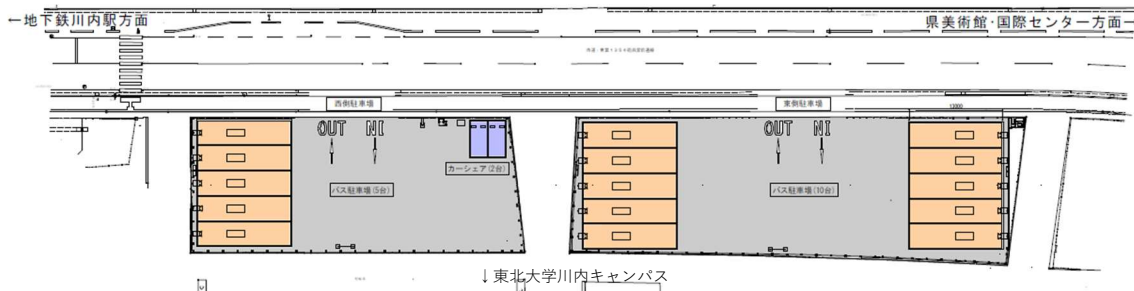 ←地下鉄川内駅方面
県美術館・国際センター方面→
西側駐車場
東側駐車場
13000
OUT NI
OUT NI
カーシェア(2台)
バス駐車場(5台)
バス駐車場(10台)
↓東北大学川内キャンパス